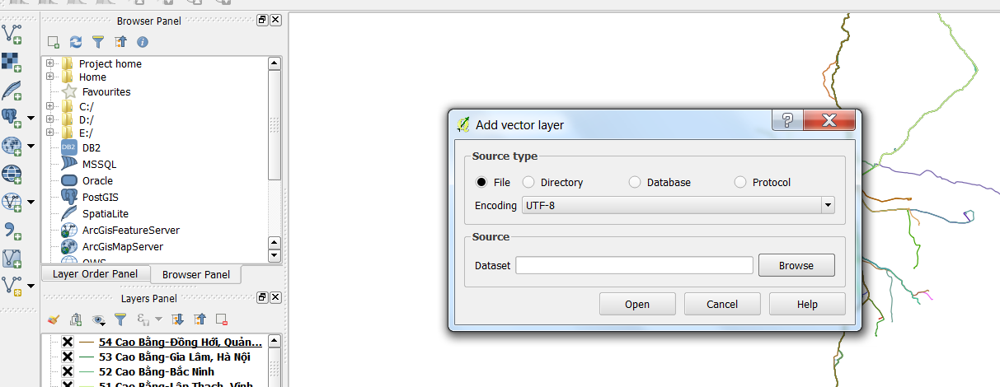 Browser Panel
Project home
Home
Favourites
C:/
D:/
E:/
DB2
DB2
MSSQL
Oracle
PostGIS
SpatiaLite
ArcGisFeatureServer
ArcGisMapServer
OWS
Layer Order Panel
Browser Panel
Layers Panel
54 Cao Bằng-Đồng Hới, Quản...
53 Cao Bằng-Gia Lâm, Hà Nội
52 Cao Bằng-Bắc Ninh
51 Cao Bằng-Lập Thạch, Vĩnh
Add vector layer
?
Source type
File
Directory
Database
Protocol
Encoding
UTF-8
Source
Dataset
Browse
Open
Cancel
Help